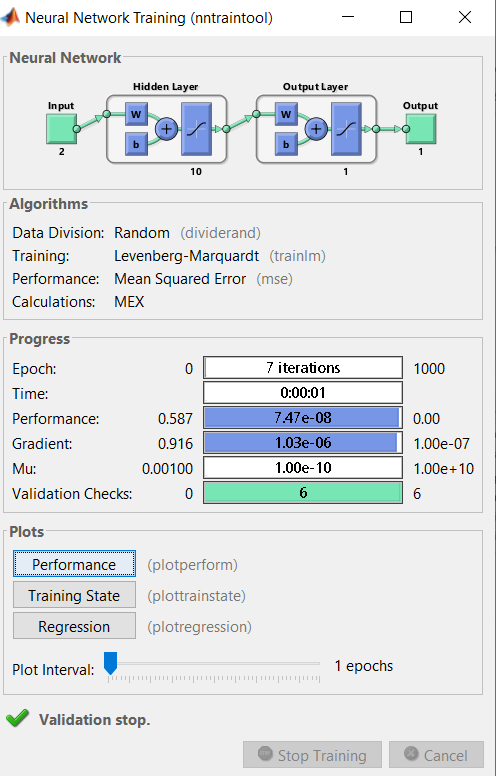 Neural Network Training (nntraintool)
Neural Network
Hidden Layer Output Layer
Input Output
W W
+ +
b b
2 10 1 1
Algorithms
Data Division: Random (dividerand)
Training: Levenberg-Marquardt (trainlm)
Performance: Mean Squared Error (mse)
Calculations: MEX
Progress
Epoch: 0 7 iterations 1000
Time: 0:00:01
Performance: 0.587 7.47e-08 0.00
Gradient: 0.916 1.03e-06 1.00e-07
Mu: 0.00100 1.00e-10 1.00e+10
Validation Checks: 0 6 6
Plots
Performance (plotperform)
Training State (plottrainstate)
Regression (plotregression)
Plot Interval: 1 epochs
Validation stop.
Stop Training Cancel